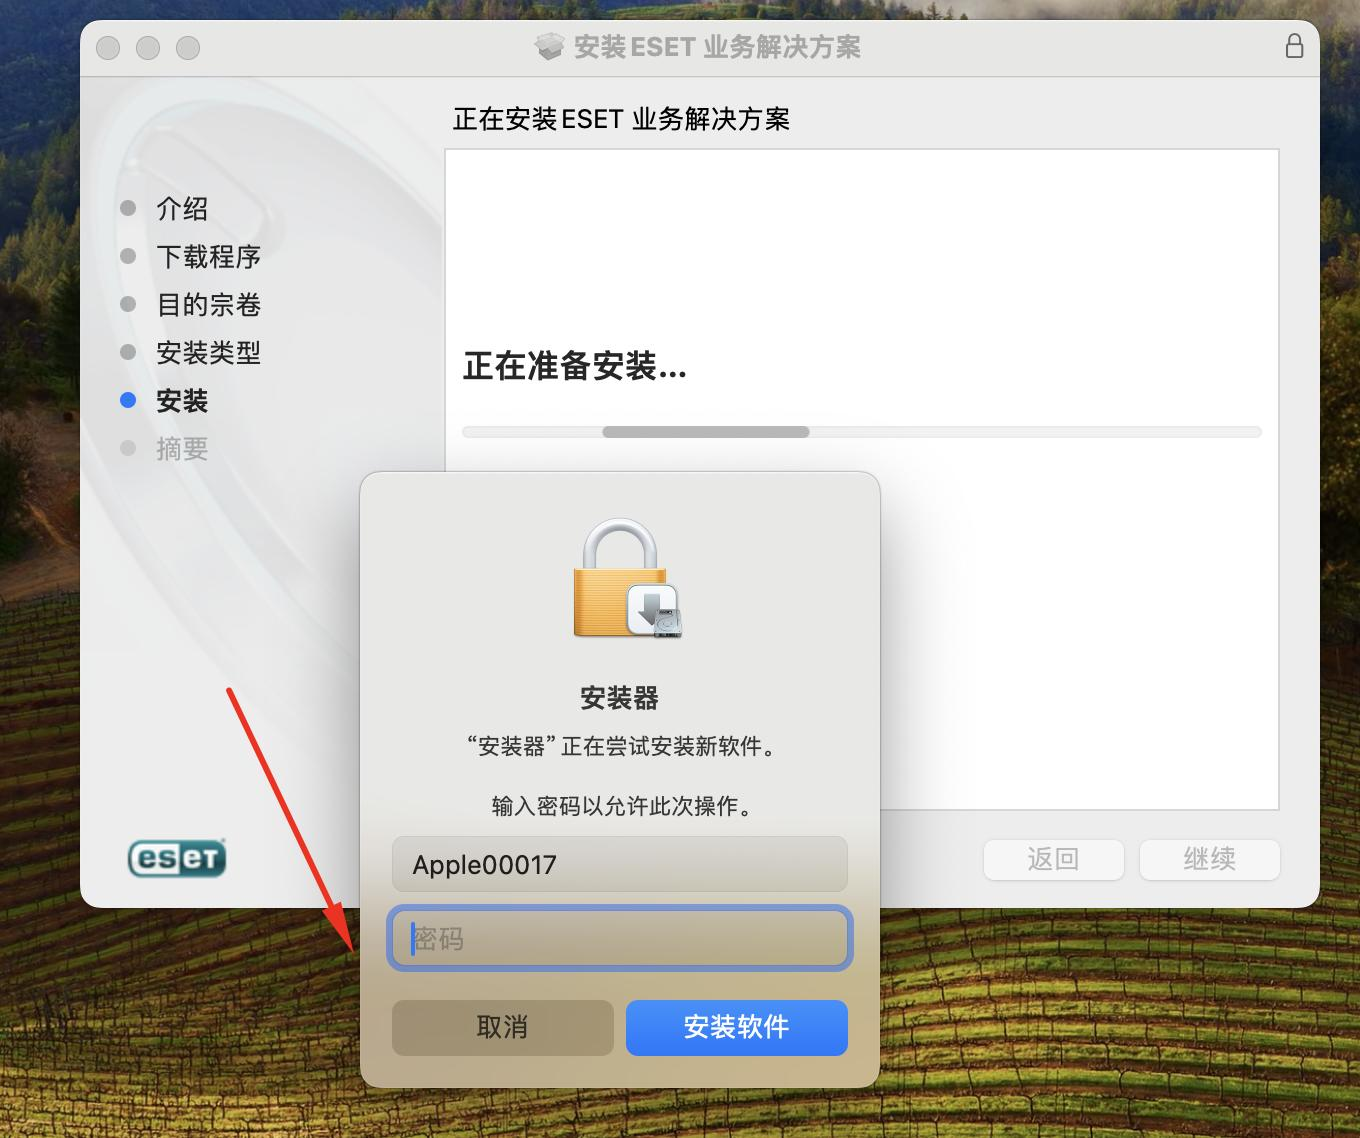 安装 ESET 业务解决方案
正在安装 ESET 业务解决方案
介绍
下载程序
目的宗卷
安装类型
安装
摘要
正在准备安装...
安装器
“安装器”正在尝试安装新软件。
输入密码以允许此次操作。
Apple00017
密码
取消
安装软件
eseT
返回
继续